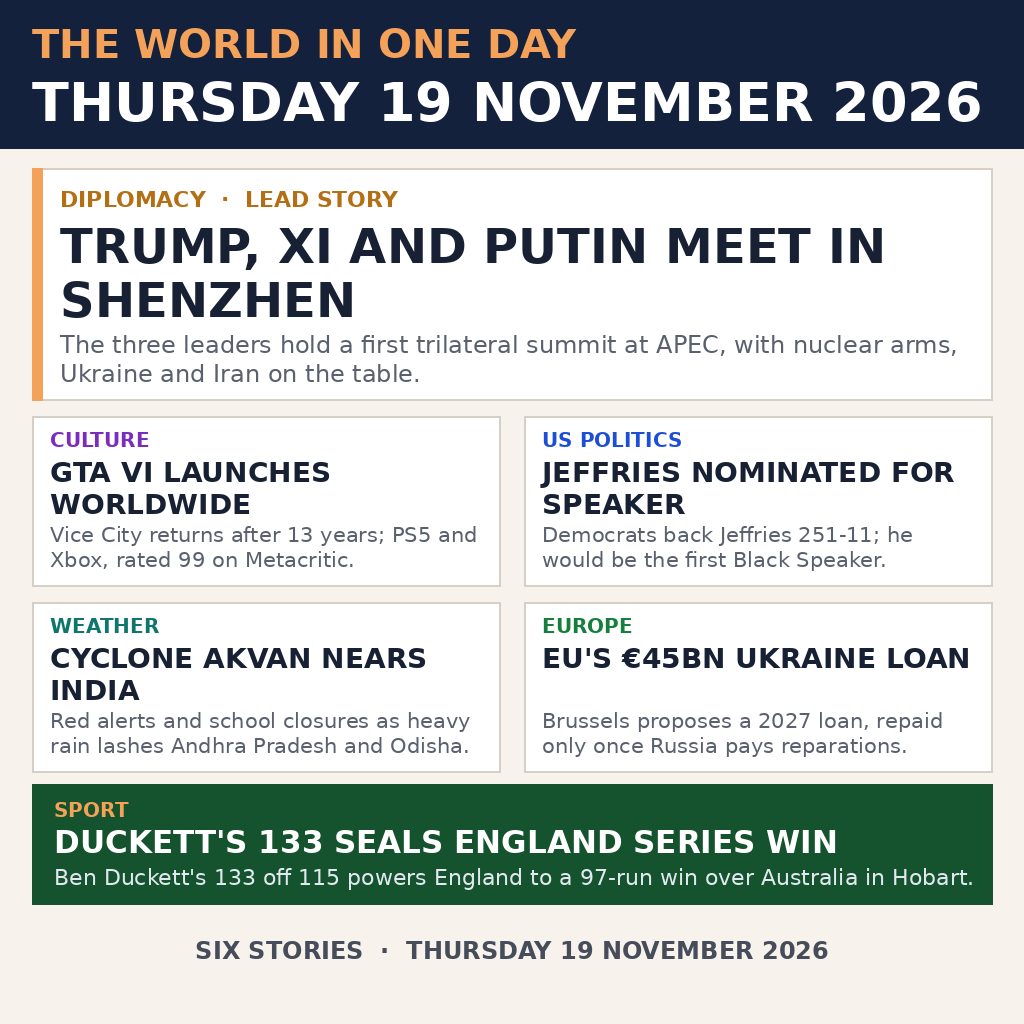 THE WORLD IN ONE DAY
THURSDAY 19 NOVEMBER 2026
DIPLOMACY · LEAD STORY
TRUMP, XI AND PUTIN MEET IN
SHENZHEN
The three leaders hold a first trilateral summit at APEC, with nuclear arms,
Ukraine and Iran on the table.
CULTURE
GTA VI LAUNCHES
WORLDWIDE
Vice City returns after 13 years; PS5 and
Xbox, rated 99 on Metacritic.
US POLITICS
JEFFRIES NOMINATED FOR
SPEAKER
Democrats back Jeffries 251-11; he
would be the first Black Speaker.
WEATHER
CYCLONE AKVAN NEARS
INDIA
Red alerts and school closures as heavy
rain lashes Andhra Pradesh and Odisha.
EUROPE
EU'S €45BN UKRAINE LOAN
Brussels proposes a 2027 loan, repaid
only once Russia pays reparations.
SPORT
DUCKETT'S 133 SEALS ENGLAND SERIES WIN
Ben Duckett's 133 off 115 powers England to a 97-run win over Australia in Hobart.
SIX STORIES · THURSDAY 19 NOVEMBER 2026